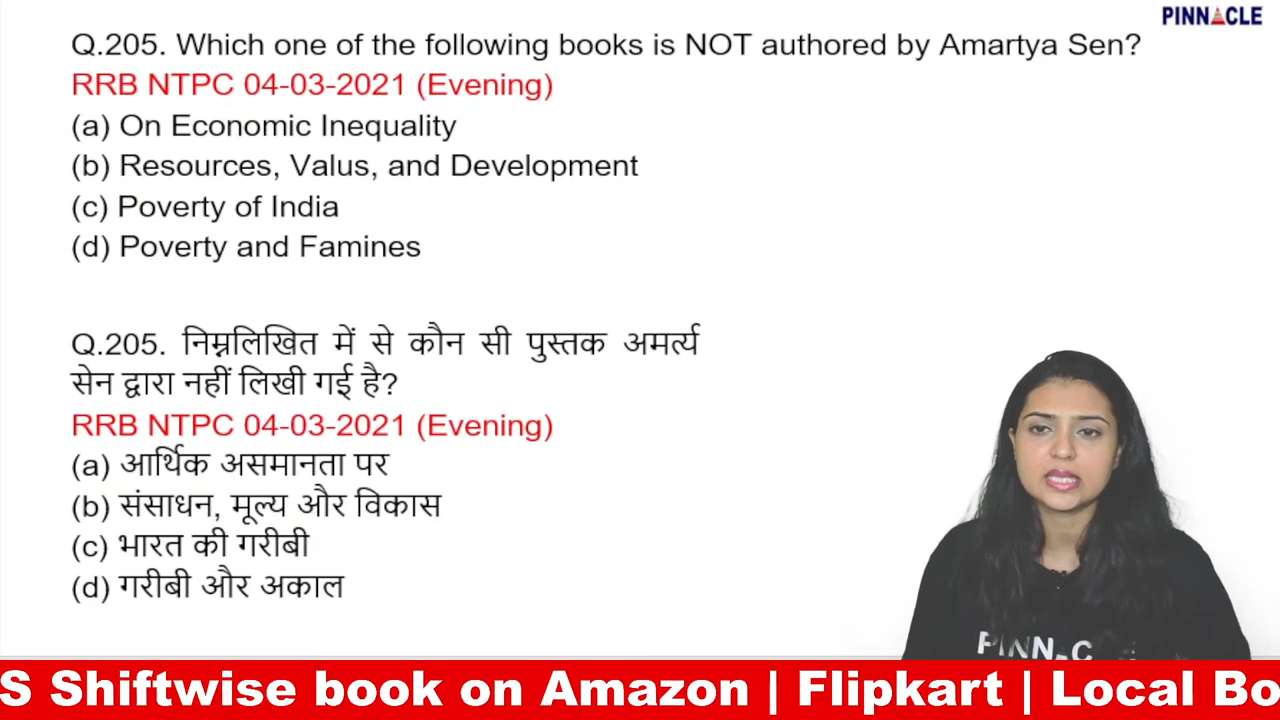 PINNACLE
Q.205. Which one of the following books is NOT authored by Amartya Sen?
RRB NTPC 04-03-2021 (Evening)
(a) On Economic Inequality
(b) Resources, Valus, and Development
(c) Poverty of India
(d) Poverty and Famines
Q.205. निम्नलिखित में से कौन सी पुस्तक अमर्त्य
सेन द्वारा नहीं लिखी गई है?
RRB NTPC 04-03-2021 (Evening)
(a) आर्थिक असमानता पर
(b) संसाधन, मूल्य और विकास
(c) भारत की गरीबी
(d) गरीबी और अकाल
PINNAC
S Shiftwise book on Amazon | Flipkart | Local Bo